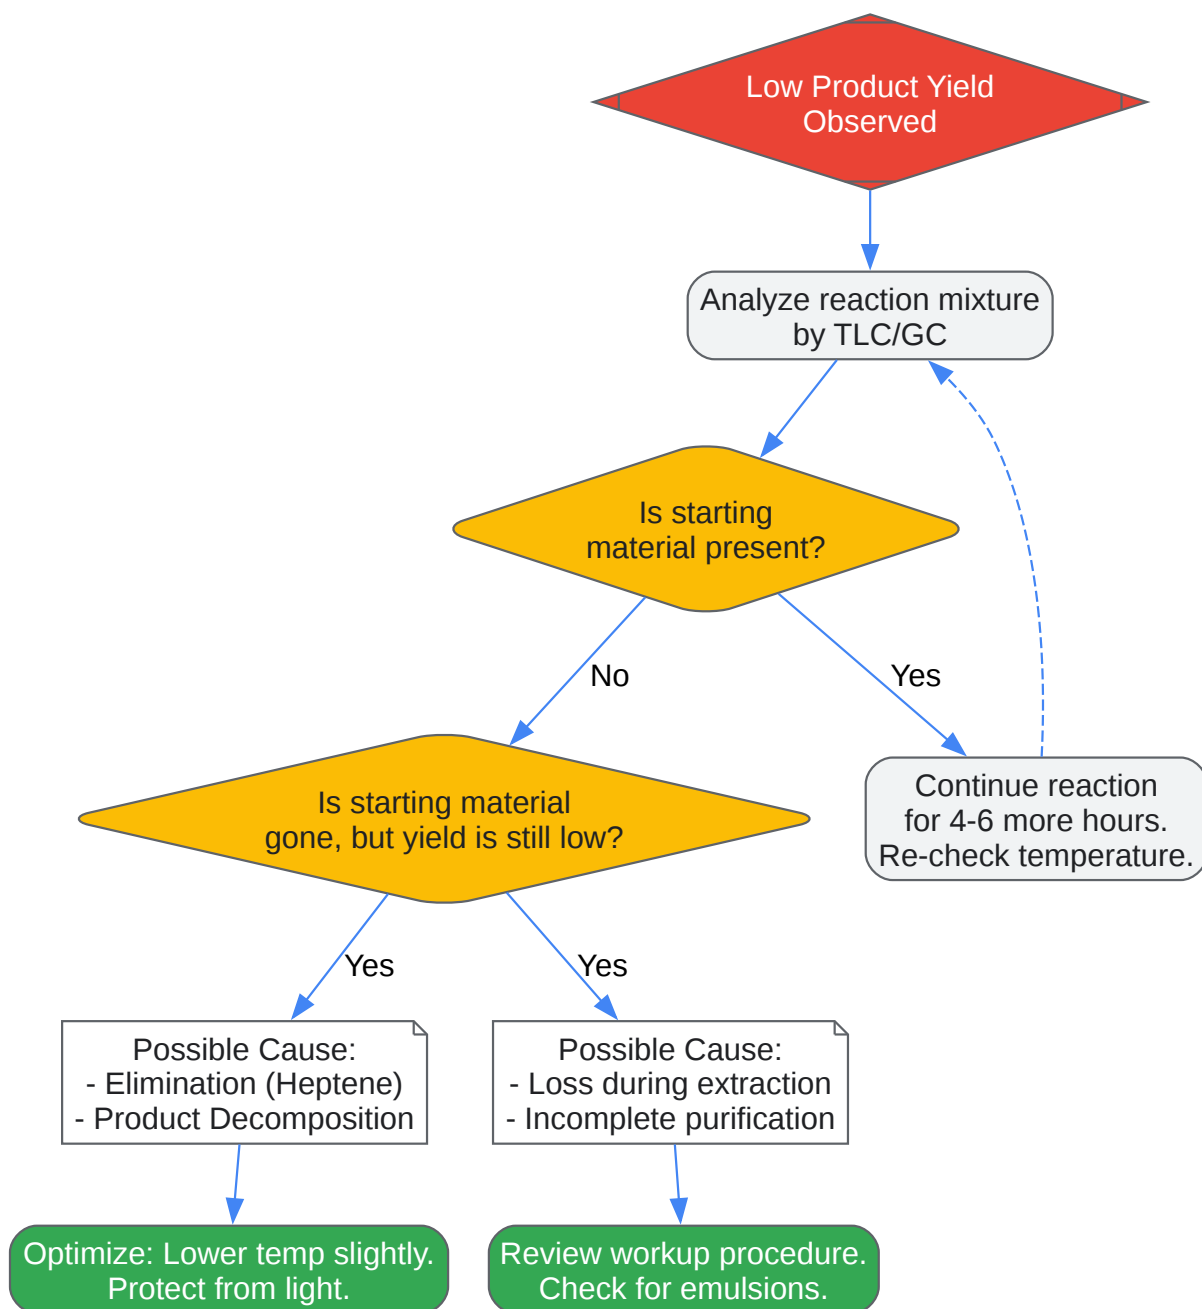 Low Product Yield
Observed
Analyze reaction mixture
by TLC/GC
Is starting
material present?
No
Yes
Is starting material
gone, but yield is still low?
Continue reaction
for 4-6 more hours.
Re-check temperature.
Yes
Yes
Possible Cause:
- Elimination (Heptene)
- Product Decomposition
Possible Cause:
- Loss during extraction
- Incomplete purification
Optimize: Lower temp slightly.
Protect from light.
Review workup procedure.
Check for emulsions.